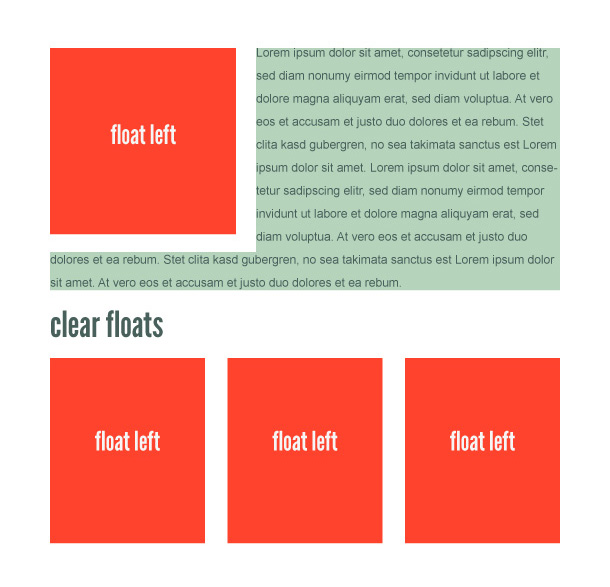 float left
Lorem ipsum dolor sit amet, consetetur sadipscing elitr,
sed diam nonumy eirmod tempor invidunt ut labore et
dolore magna aliquyam erat, sed diam voluptua. At vero
eos et accusam et justo duo dolores et ea rebum. Stet
clita kasd gubergren, no sea takimata sanctus est Lorem
ipsum dolor sit amet. Lorem ipsum dolor sit amet, conse-
tetur sadipscing elitr, sed diam nonumy eirmod tempor
invidunt ut labore et dolore magna aliquyam erat, sed
diam voluptua. At vero eos et accusam et justo duo
dolores et ea rebum. Stet clita kasd gubergren, no sea takimata sanctus est Lorem ipsum dolor
sit amet. At vero eos et accusam et justo duo dolores et ea rebum.
clear floats
float left
float left
float left